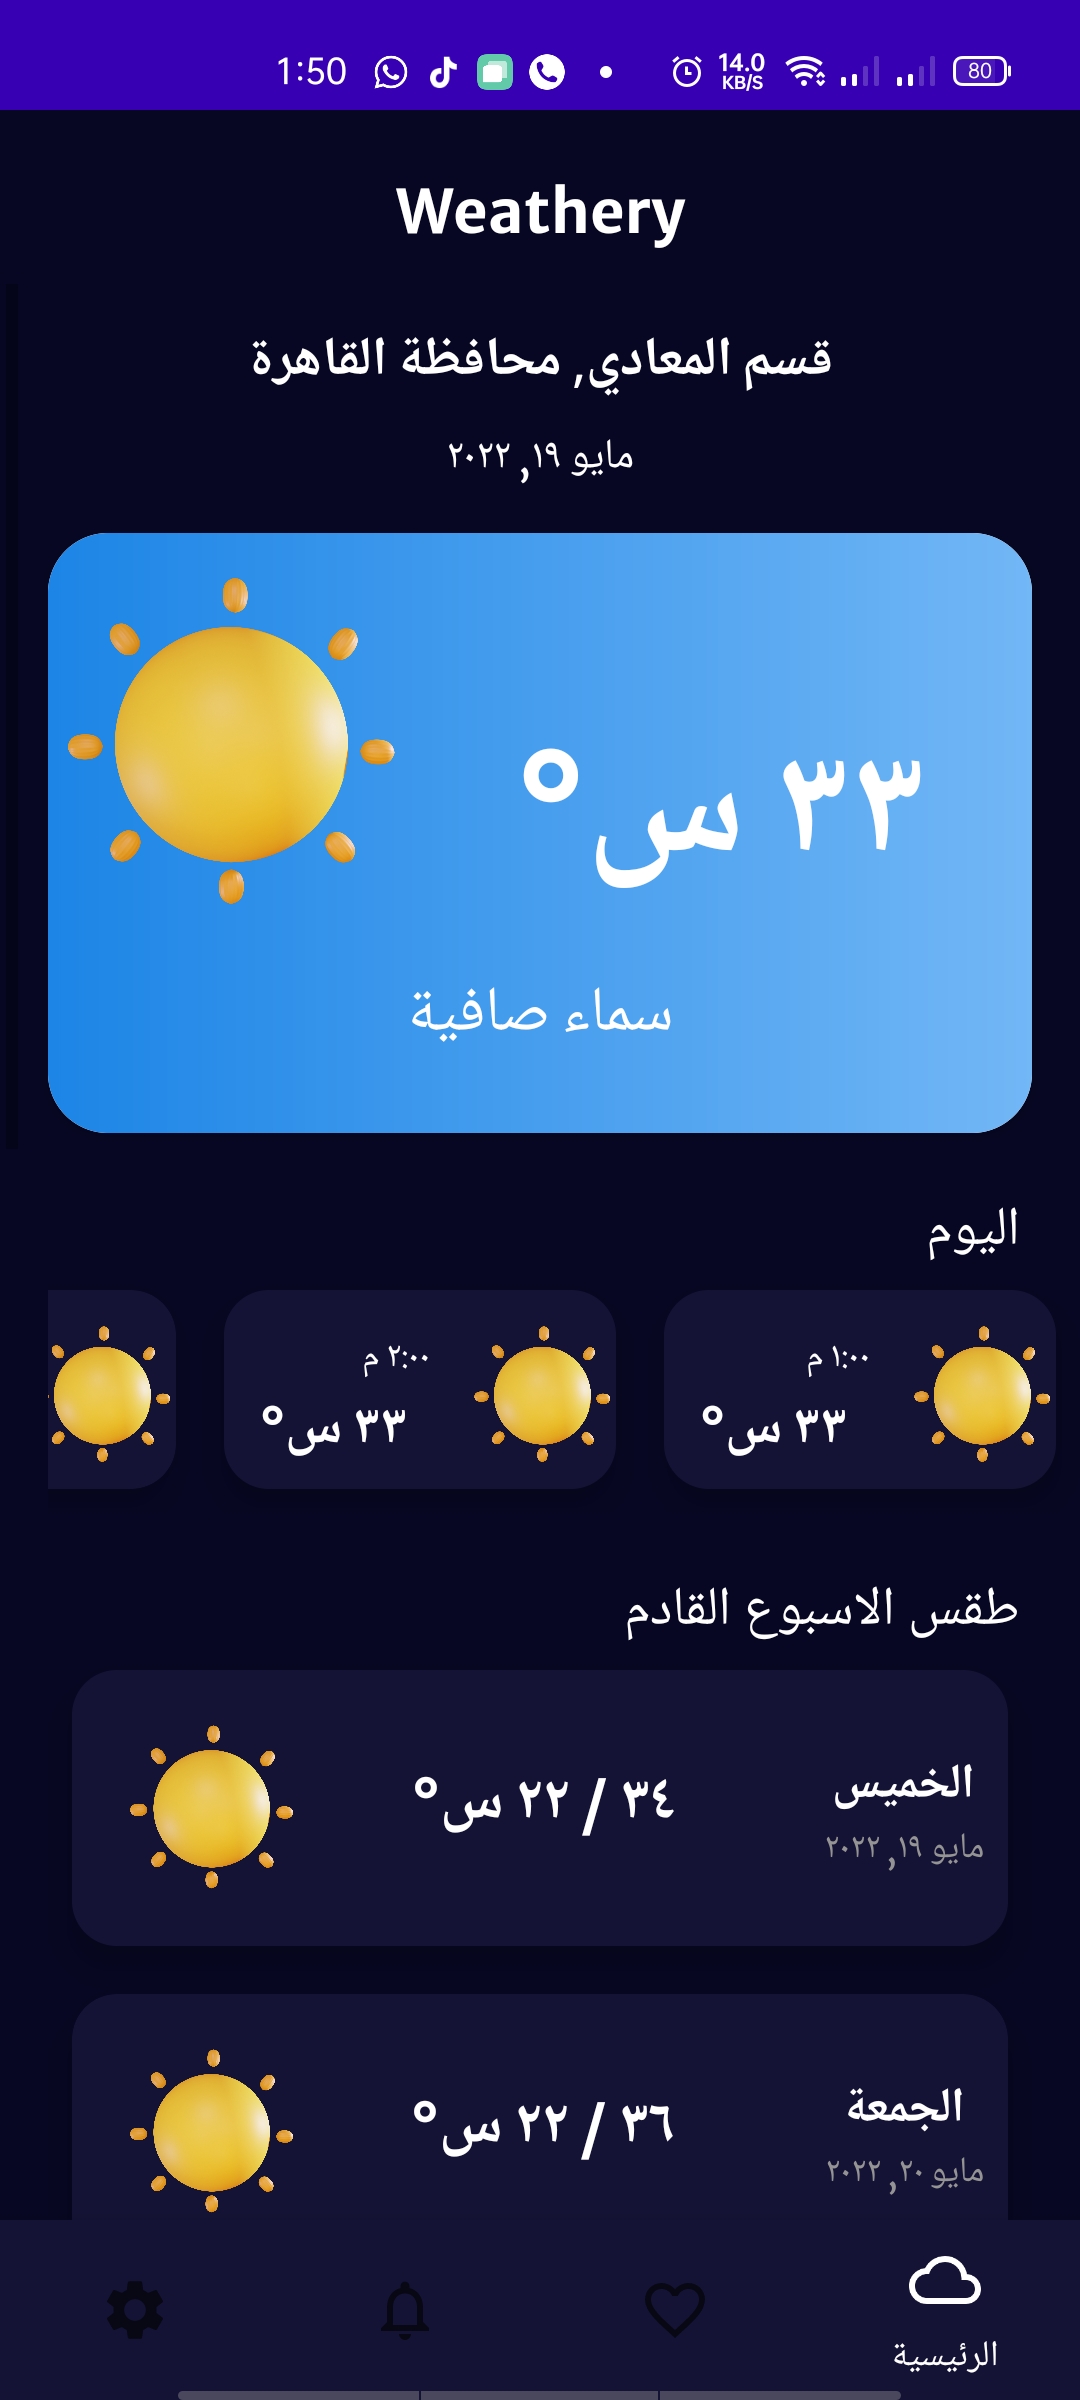 1:50 14.0 KB/S 80
Weathery
قسم المعادي, محافظة القاهرة
مايو ١٩, ٢٠٢٢
٣٣ س°
سماء صافية
اليوم
١:٠٠ م
٣٣ س°
٢:٠٠ م
٣٣ س°
طقس الاسبوع القادم
الخميس
مايو ١٩, ٢٠٢٢
٣٤ / ٢٢ س°
الجمعة
مايو ٢٠, ٢٠٢٢
٣٦ / ٢٢ س°
الرئيسية